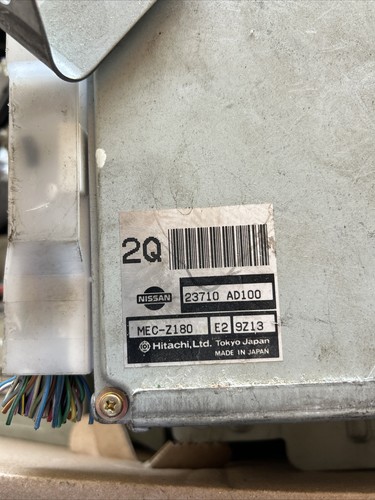 2Q
NISSAN 23710 AD100
MEC-Z180 E2 9Z13
Hitachi, Ltd. Tokyo Japan
MADE IN JAPAN